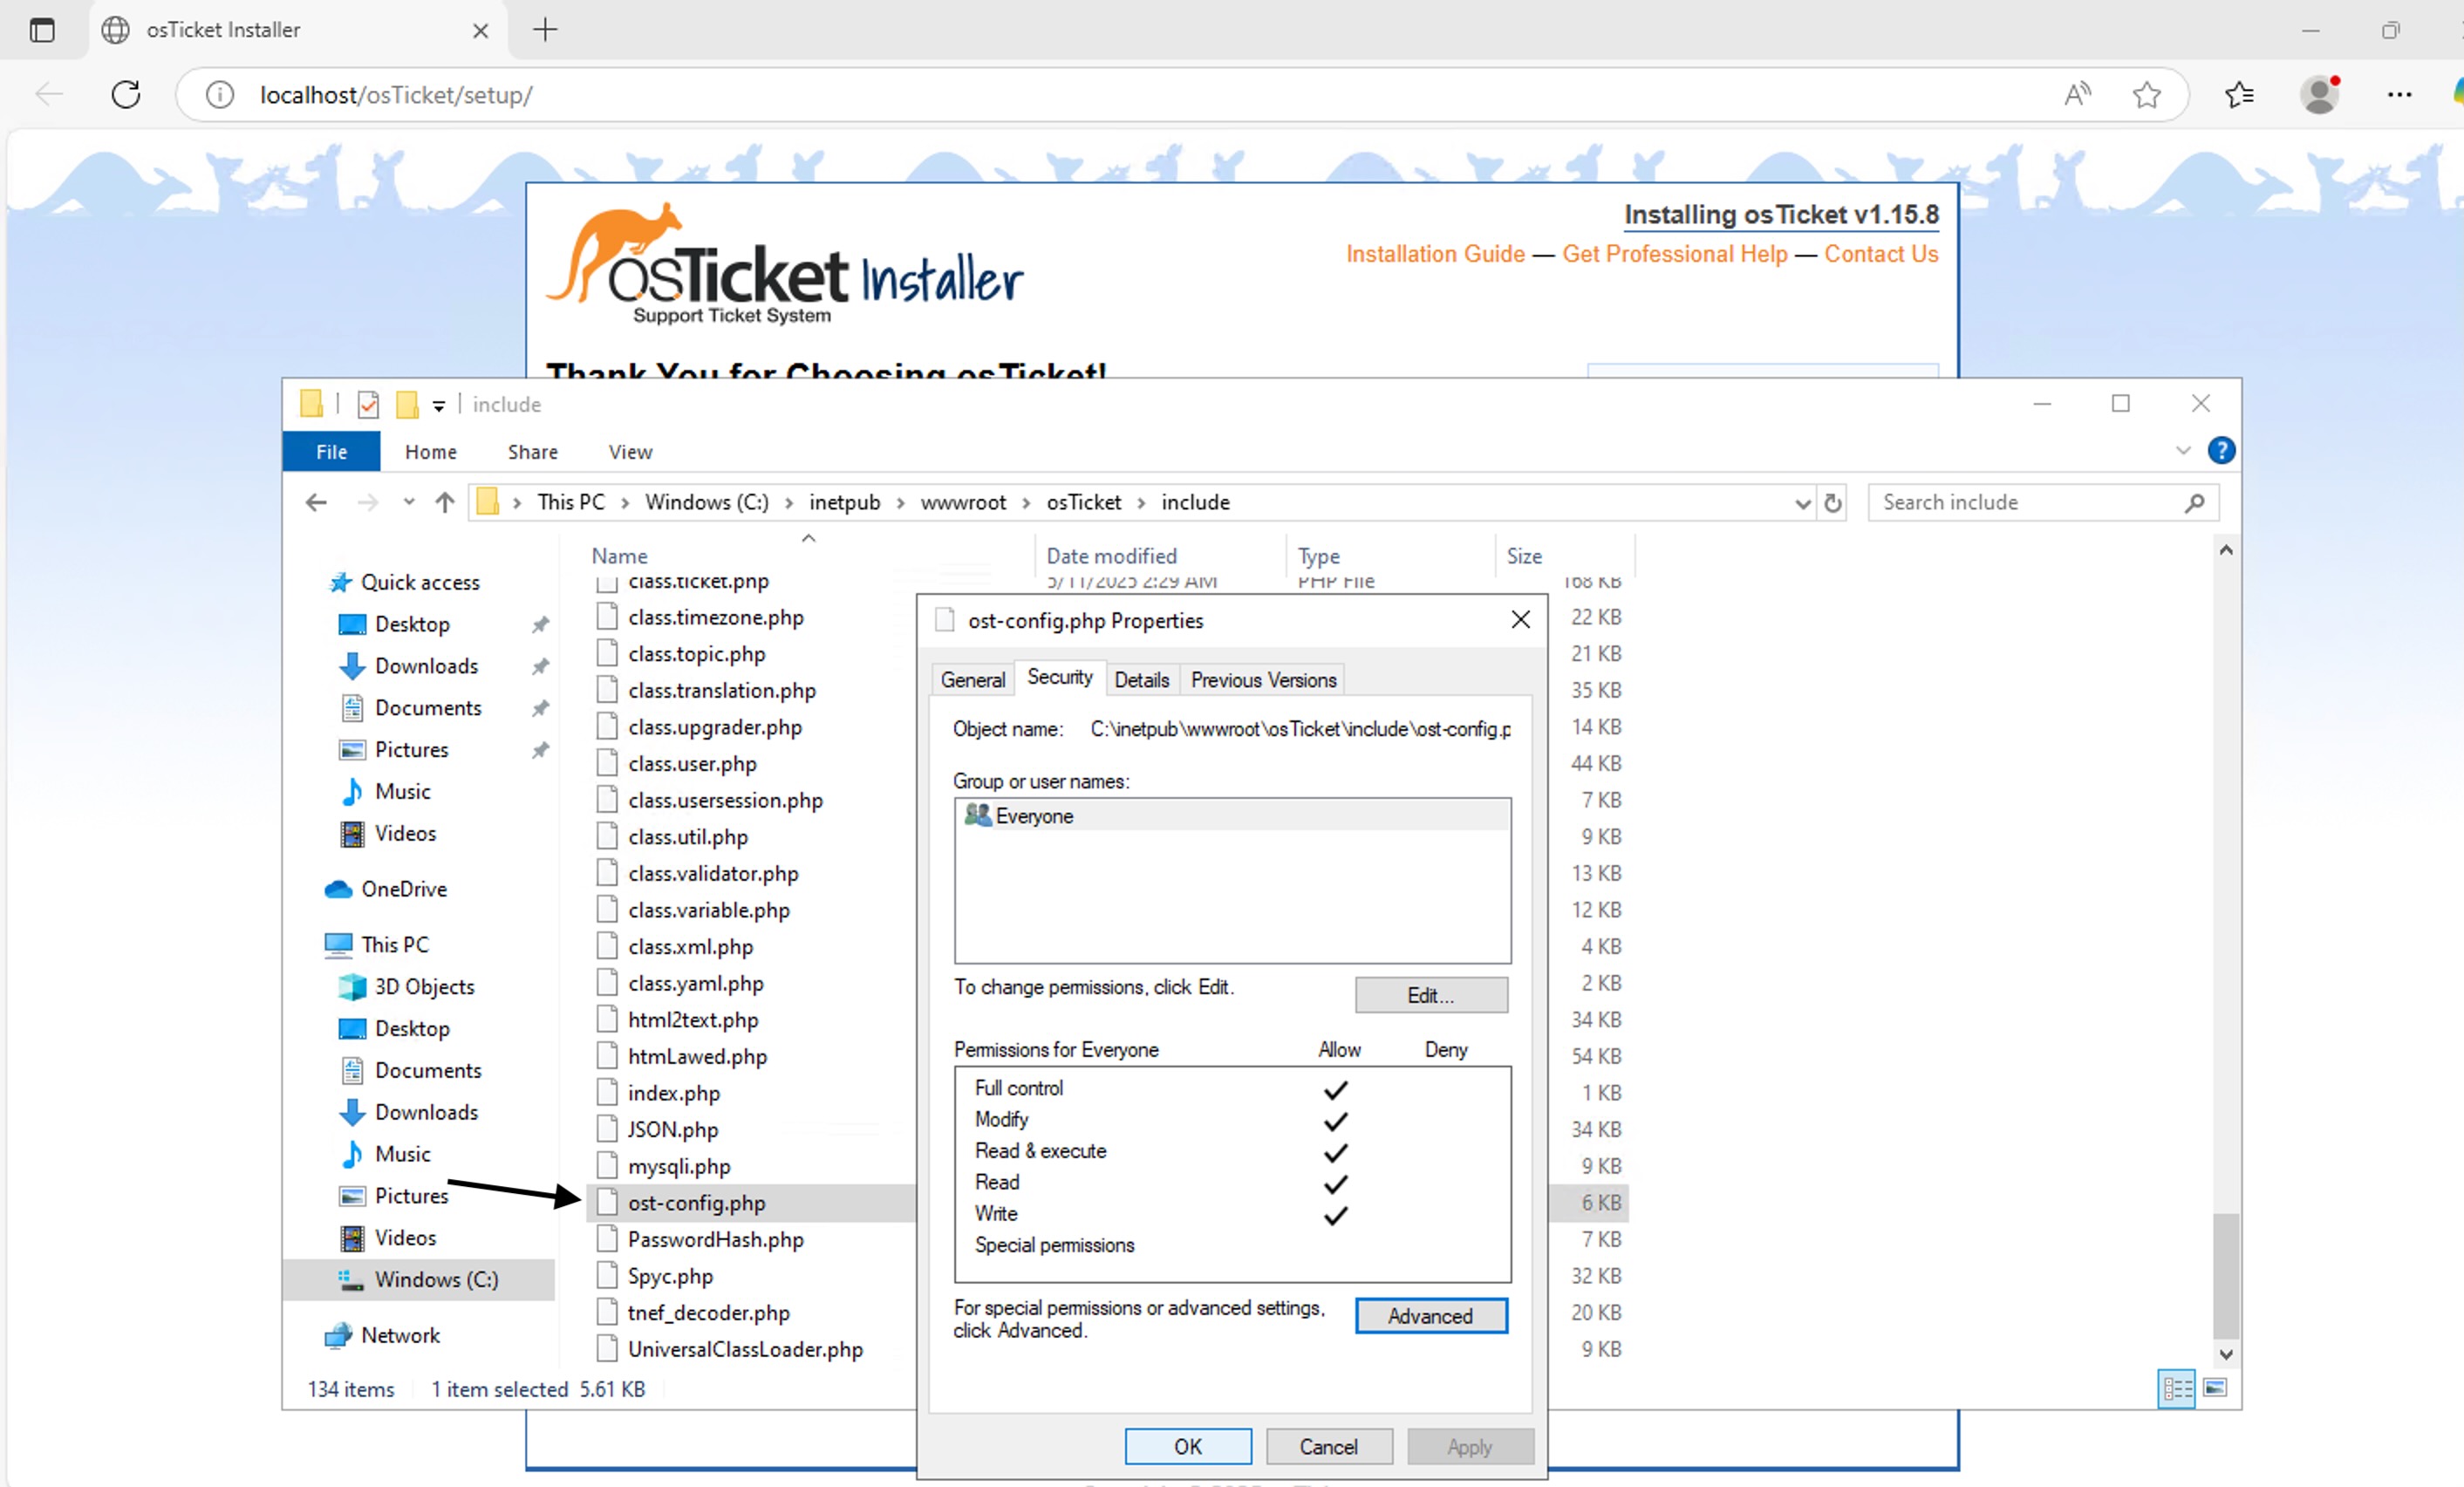 osTicket Installer
localhost/osTicket/setup/
Installing osTicket v1.15.8
Installation Guide — Get Professional Help — Contact Us
osTicket Installer
Support Ticket System
Thank You for Choosing osTicket!
include
File Home Share View
This PC > Windows (C:) > inetpub > wwwroot > osTicket > include
Search include
Name Date modified Type Size
Quick access
Desktop
Downloads
Documents
Pictures
Music
Videos
OneDrive
This PC
3D Objects
Desktop
Documents
Downloads
Music
Pictures
Videos
Windows (C:)
Network
class.ticket.php 5/11/2025 2:29 AM PHP File 168 KB
class.timezone.php 22 KB
class.topic.php 21 KB
class.translation.php 35 KB
class.upgrader.php 14 KB
class.user.php 44 KB
class.usersession.php 7 KB
class.util.php 9 KB
class.validator.php 13 KB
class.variable.php 12 KB
class.xml.php 4 KB
class.yaml.php 2 KB
html2text.php 34 KB
htmLawed.php 54 KB
index.php 1 KB
JSON.php 34 KB
mysqli.php 9 KB
ost-config.php 6 KB
PasswordHash.php 7 KB
Spyc.php 32 KB
tnef_decoder.php 20 KB
UniversalClassLoader.php 9 KB
134 items 1 item selected 5.61 KB
ost-config.php Properties
General Security Details Previous Versions
Object name: C:\inetpub\wwwroot\osTicket\include\ost-config.p
Group or user names:
Everyone
To change permissions, click Edit.
Edit...
Permissions for Everyone Allow Deny
Full control
Modify
Read & execute
Read
Write
Special permissions
For special permissions or advanced settings,
click Advanced.
Advanced
OK Cancel Apply